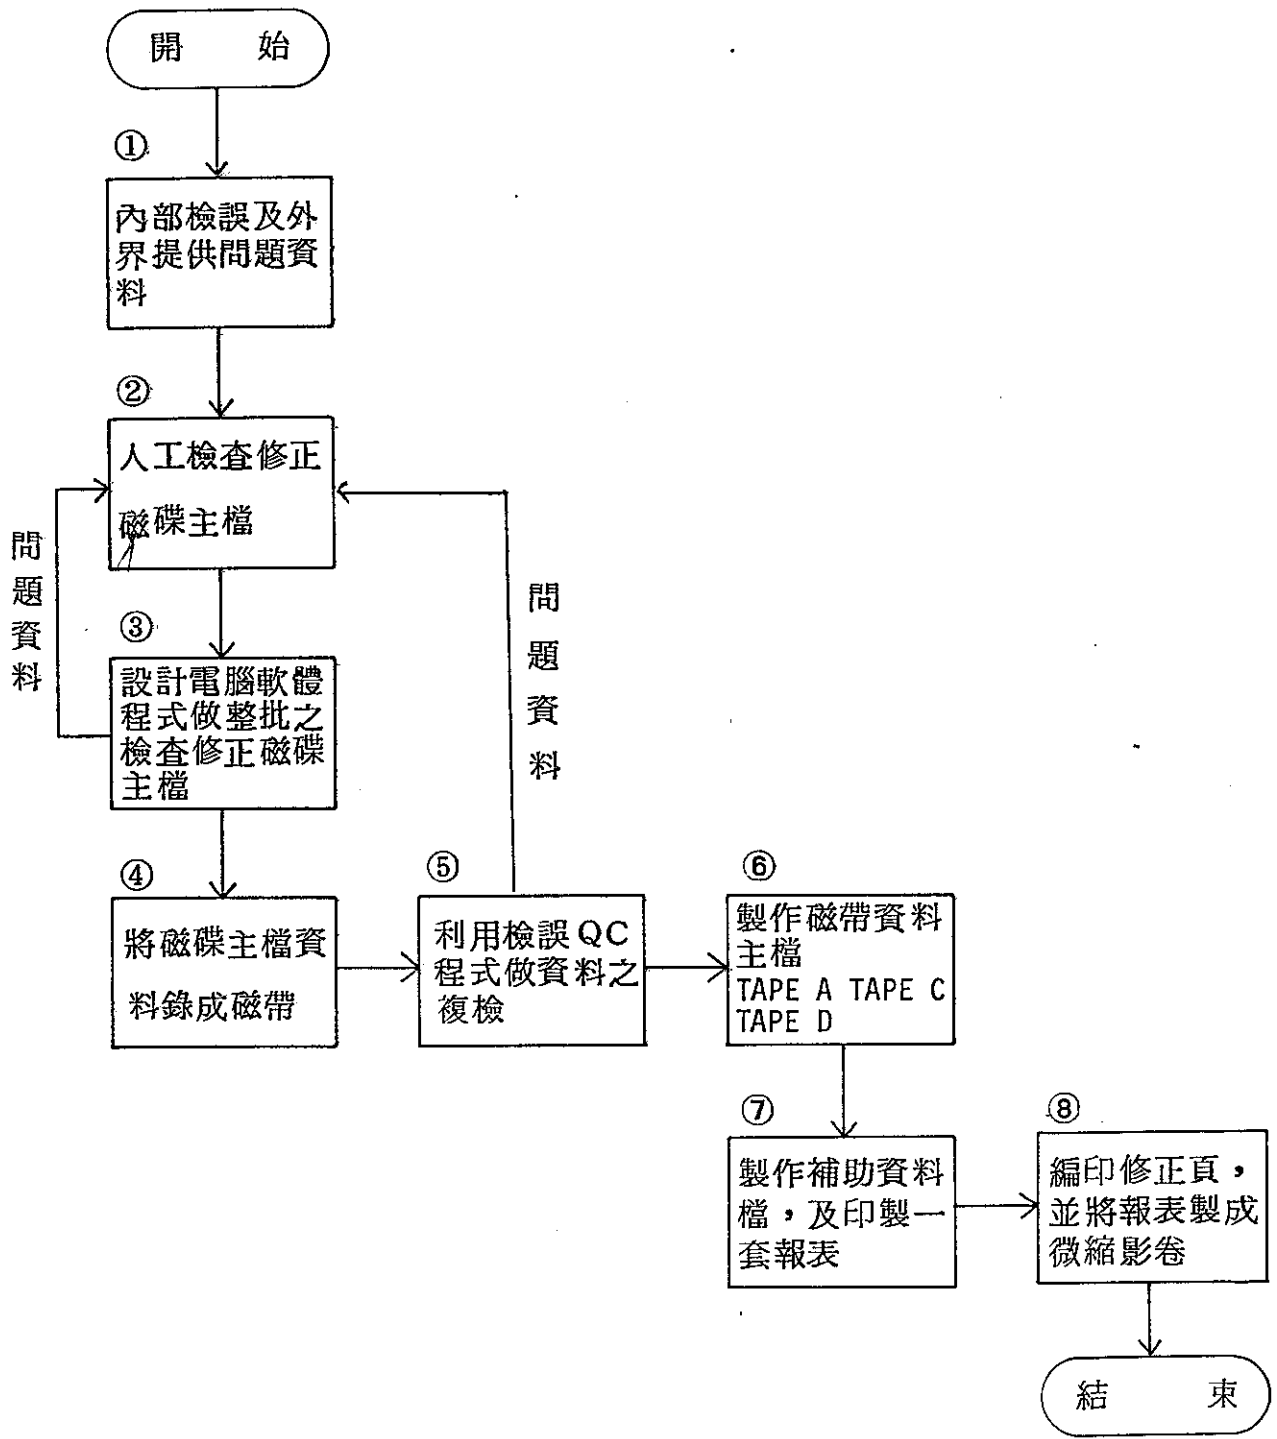 開 始
①
內部檢誤及外
界提供問題資
料
②
人工檢查修正
磁碟主檔
問題資料
③
設計電腦軟體
程式做整批之
檢查修正磁碟
主檔
問題資料
④
將磁碟主檔資
料錄成磁帶
⑤
利用檢誤QC
程式做資料之
複檢
⑥
製作磁帶資料
主檔
TAPE A TAPE C
TAPE D
⑦
製作補助資料
檔，及印製一
套報表
⑧
編印修正頁，
並將報表製成
微縮影卷
結 束